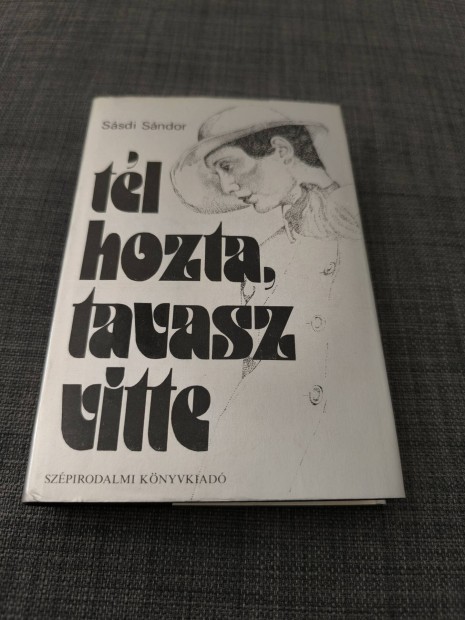 Sásdi Sándor
tél
hozta,
tavasz
vitte
SZÉPIRODALMI KÖNYVKIADÓ